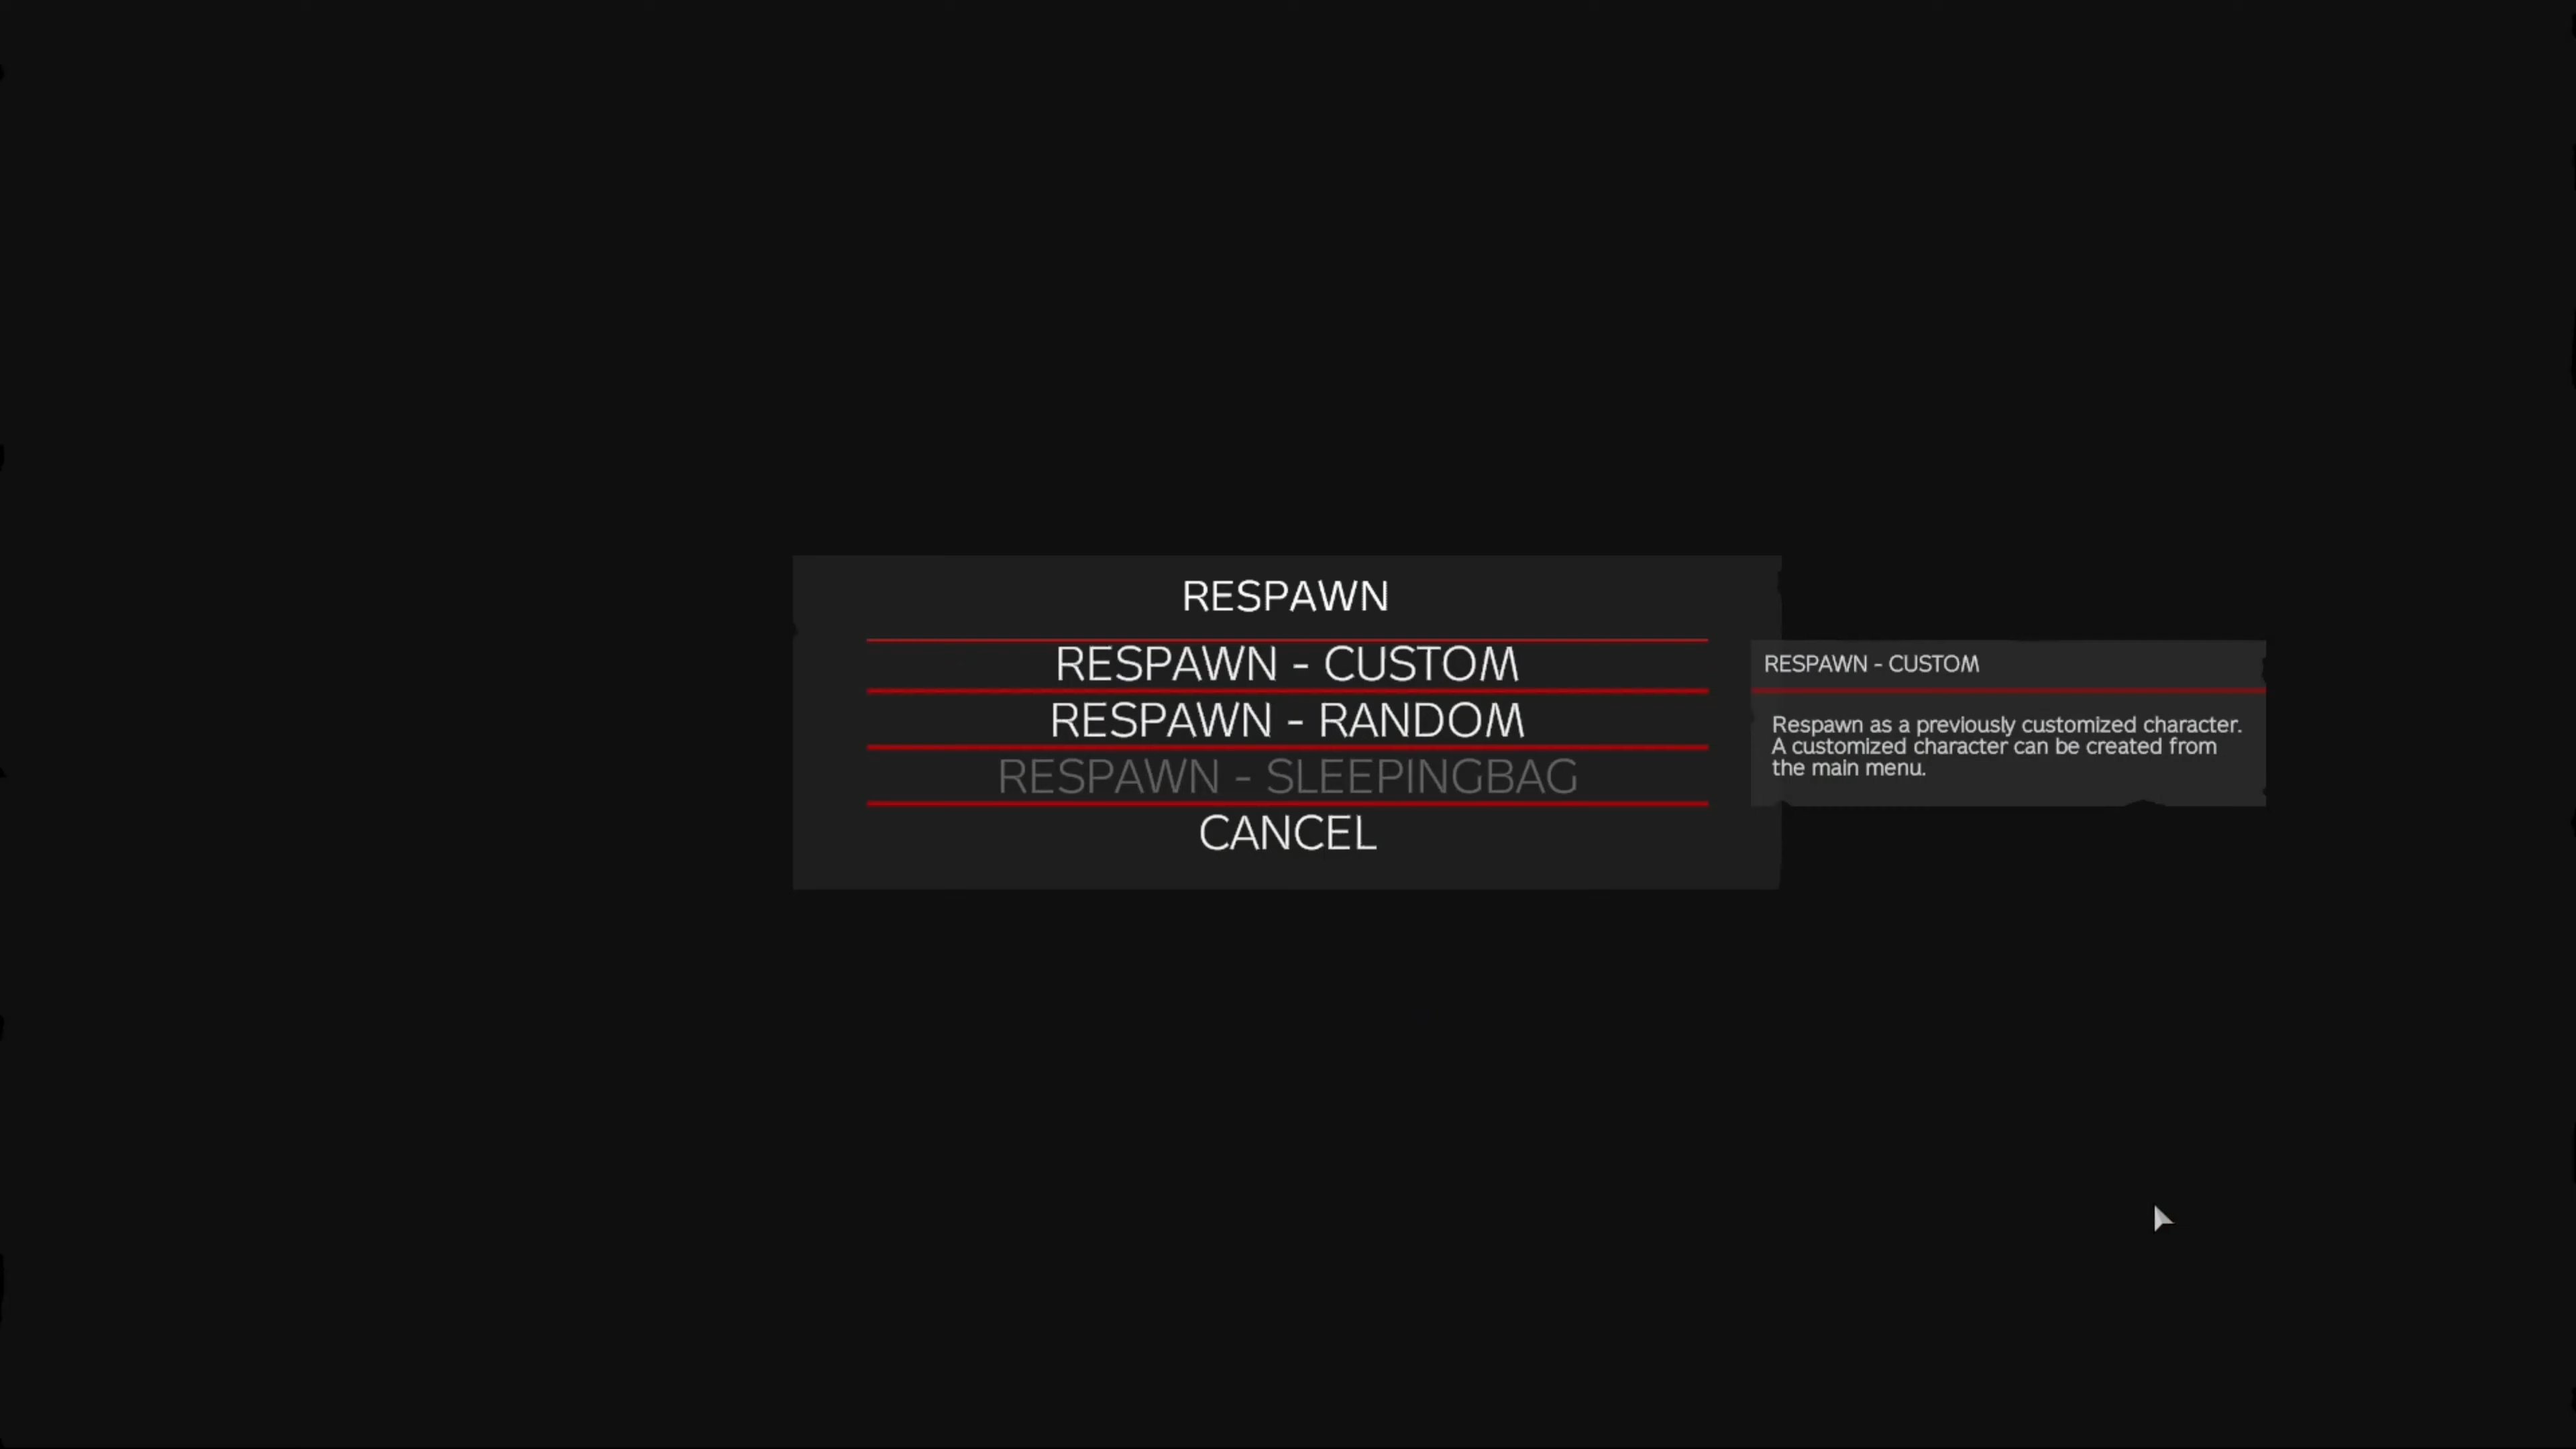 RESPAWN
RESPAWN - CUSTOM
RESPAWN - RANDOM
RESPAWN - SLEEPINGBAG
CANCEL
RESPAWN - CUSTOM
Respawn as a previously customized character.
A customized character can be created from
the main menu.